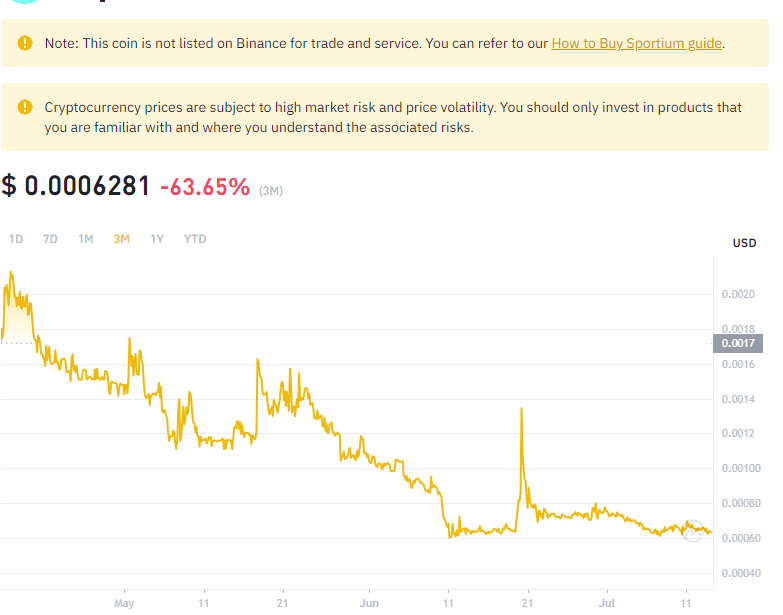 Note: This coin is not listed on Binance for trade and service. You can refer to our How to Buy Sportium guide.
Cryptocurrency prices are subject to high market risk and price volatility. You should only invest in products that
you are familiar with and where you understand the associated risks.
$ 0.0006281 -63.65% (3M)
1D 7D 1M 3M 1Y YTD
USD
0.0020
0.0018
0.0017
0.0016
0.0014
0.0012
0.00100
0.00080
0.00060
0.00040
May 11 21 Jun 11 21 Jul 11